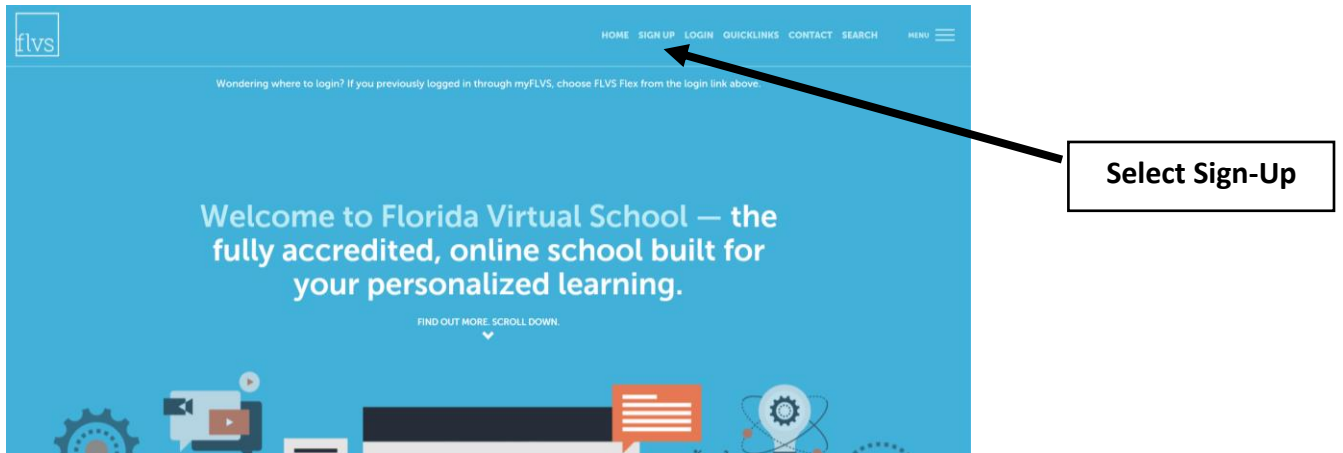 flvs
HOME SIGN UP LOGIN QUICKLINKS CONTACT SEARCH MENU
Wondering where to login? If you previously logged in through myFLVS, choose FLVS Flex from the login link above.
Select Sign-Up
Welcome to Florida Virtual School — the
fully accredited, online school built for
your personalized learning.
FIND OUT MORE. SCROLL DOWN.